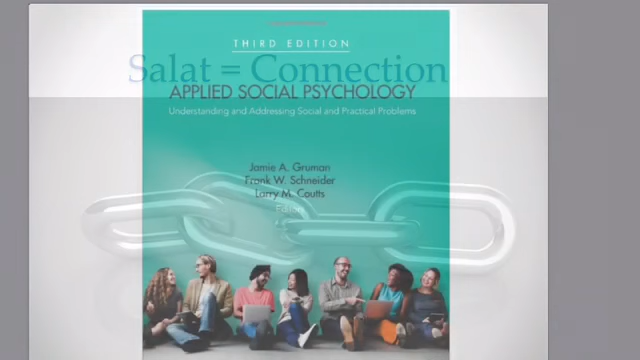 THIRD EDITION
Salat = Connection
APPLIED SOCIAL PSYCHOLOGY
Understanding and Addressing Social and Practical Problems
Jamie A. Gruman
Frank W. Schneider
Larry M. Coutts
Editors